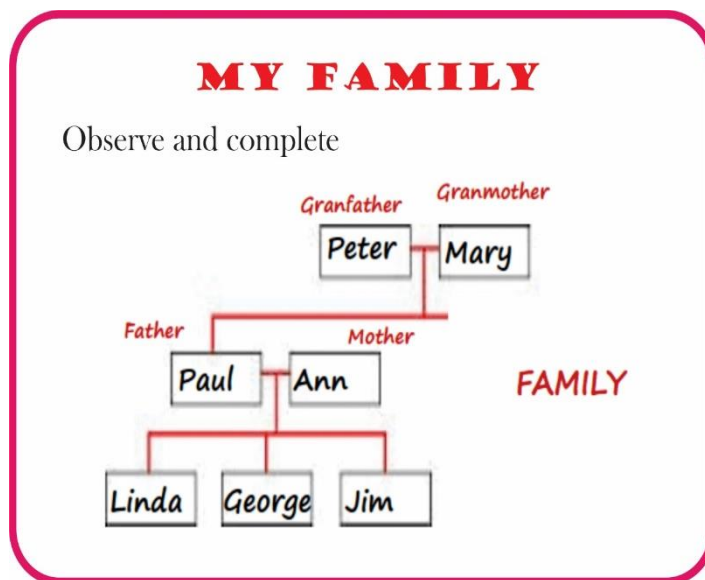 MY FAMILY
Observe and complete
Granfather Granmother
Peter Mary
Father Mother
Paul Ann
FAMILY
Linda George Jim